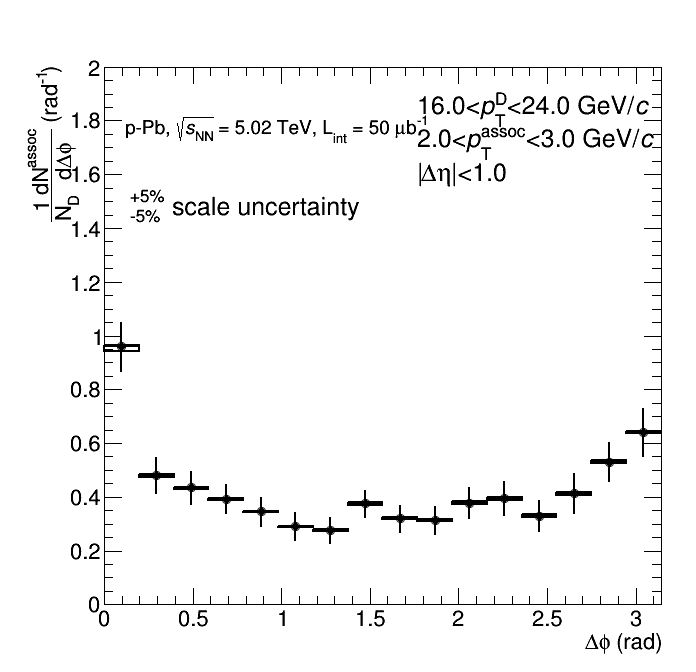 1 dN^assoc
N_D dΔφ (rad^-1)
p-Pb, √s_NN = 5.02 TeV, L_int = 50 μb^-1
16.0<p_T^D<24.0 GeV/c
2.0<p_T^assoc<3.0 GeV/c
|Δη|<1.0
+5%
-5% scale uncertainty
2
1.8
1.6
1.4
1.2
1
0.8
0.6
0.4
0.2
0
0 0.5 1 1.5 2 2.5 3
Δφ (rad)